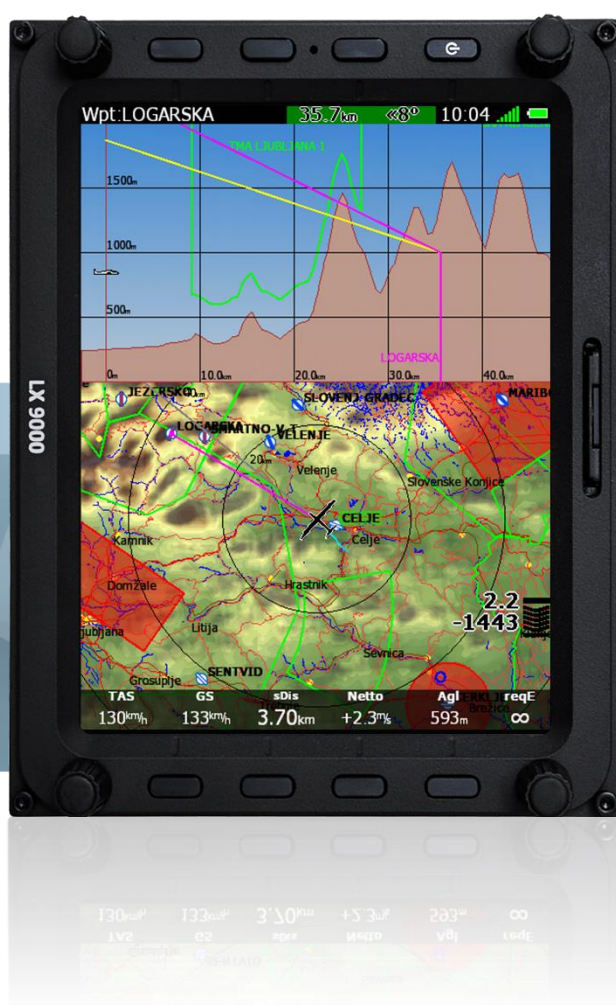 LX 9000
Wpt:LOGARSKA 35.7km «8° 10:04
TMA LJUBLJANA 1
1500m
1000m
500m
LOGARSKA
0m 10.0km 20.0km 30.0km 40.0km
JEZERSKO
SLOVENJ GRADEC
LOGARSKA
VELENJE
20km
Velenje
Slovenske Konjice
CELJE
Celje
Kamnik
Domžale
Hrastnik
2.2
-1443
Litija
Sevnica
SENTVID
Grosuplje
Brežice
TAS GS sDis Netto Agl reqE
130km/h 133km/h 3.70km +2.3m/s 593m ∞